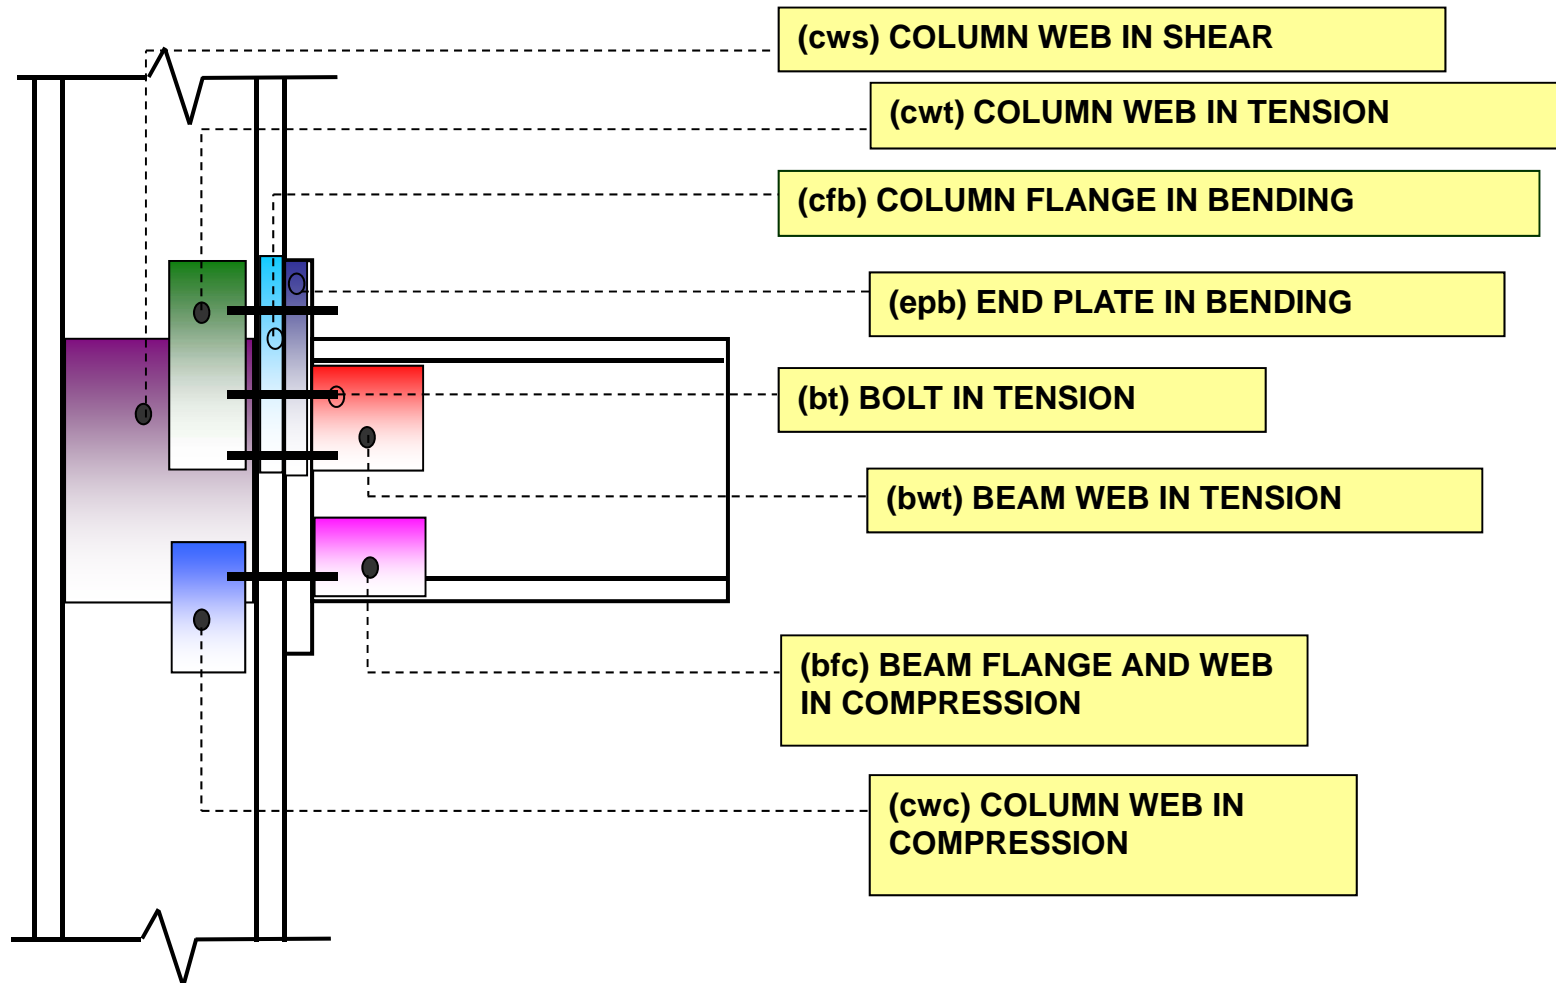 (cws) COLUMN WEB IN SHEAR
(cwt) COLUMN WEB IN TENSION
(cfb) COLUMN FLANGE IN BENDING
(epb) END PLATE IN BENDING
(bt) BOLT IN TENSION
(bwt) BEAM WEB IN TENSION
(bfc) BEAM FLANGE AND WEB
IN COMPRESSION
(cwc) COLUMN WEB IN
COMPRESSION